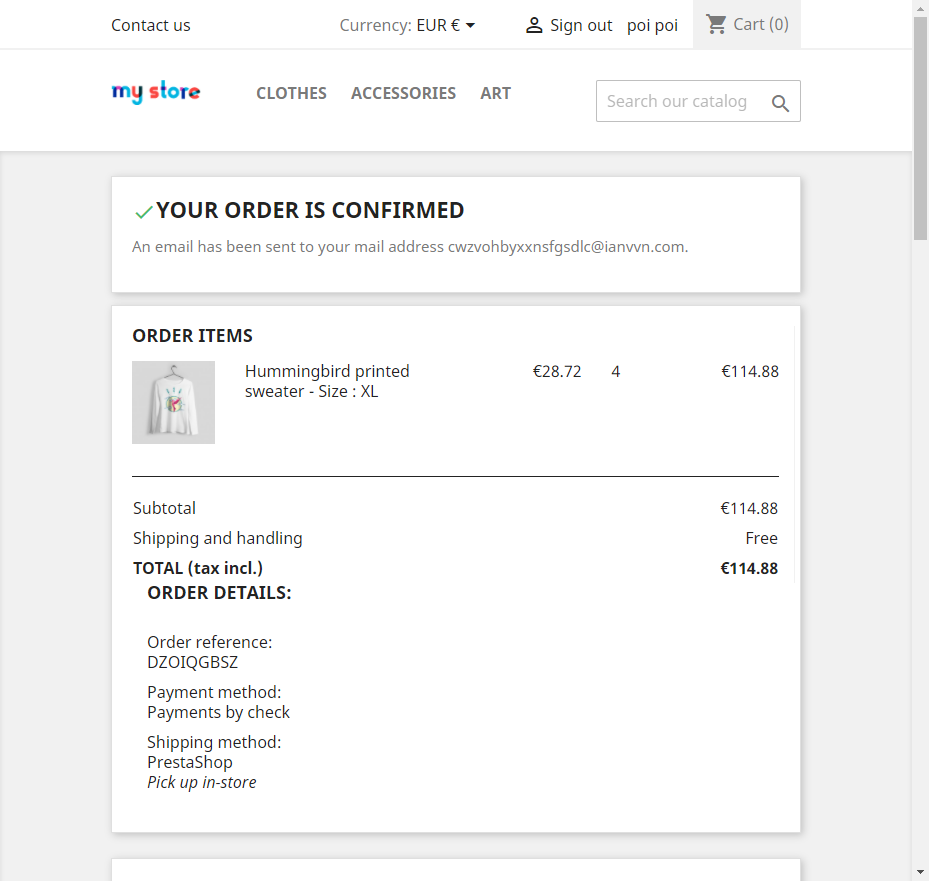 Contact us
Currency: EUR €
Sign out
poi poi
Cart (0)
my store
CLOTHES
ACCESSORIES
ART
Search our catalog
YOUR ORDER IS CONFIRMED
An email has been sent to your mail address cwzvohbyxxnsfgsdlc@ianvvn.com.
ORDER ITEMS
Hummingbird printed
sweater - Size : XL
€28.72
4
€114.88
Subtotal €114.88
Shipping and handling Free
TOTAL (tax incl.) €114.88
ORDER DETAILS:
Order reference:
DZOIQGBSZ
Payment method:
Payments by check
Shipping method:
PrestaShop
Pick up in-store